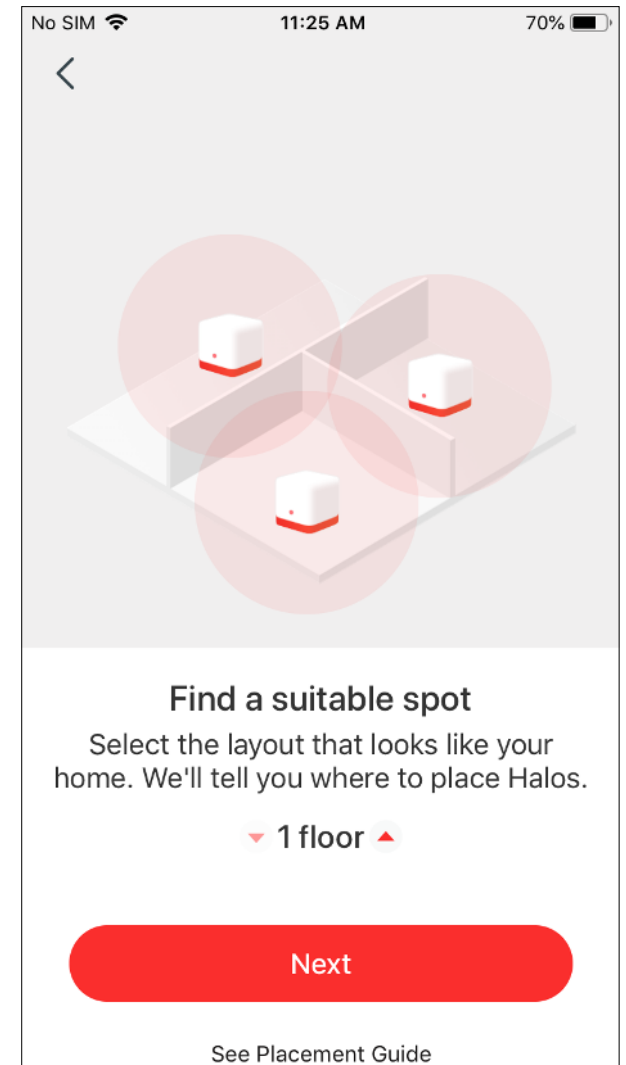 No SIM 11:25 AM 70%
Find a suitable spot
Select the layout that looks like your
home. We'll tell you where to place Halos.
1 floor
Next
See Placement Guide